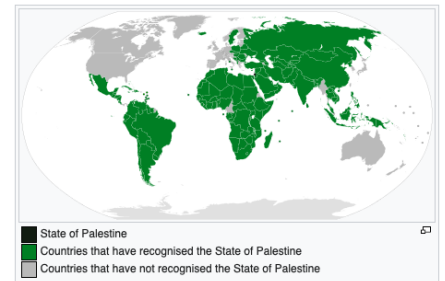 State of Palestine
Countries that have recognised the State of Palestine
Countries that have not recognised the State of Palestine